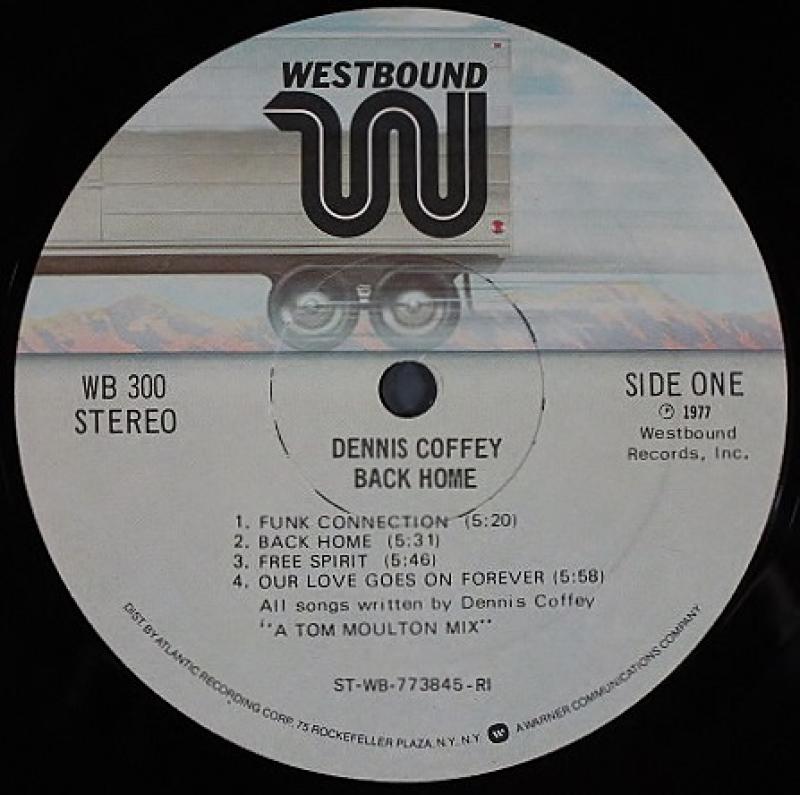 WESTBOUND
WB 300
STEREO
SIDE ONE
℗ 1977
Westbound
Records, Inc.
DENNIS COFFEY
BACK HOME
1. FUNK CONNECTION (5:20)
2. BACK HOME (5:31)
3. FREE SPIRIT (5:46)
4. OUR LOVE GOES ON FOREVER (5:58)
All songs written by Dennis Coffey
"A TOM MOULTON MIX"
ST-WB-773845-RI
DIST. BY ATLANTIC RECORDING CORP. 75 ROCKEFELLER PLAZA, N.Y., N.Y. A WARNER COMMUNICATIONS COMPANY